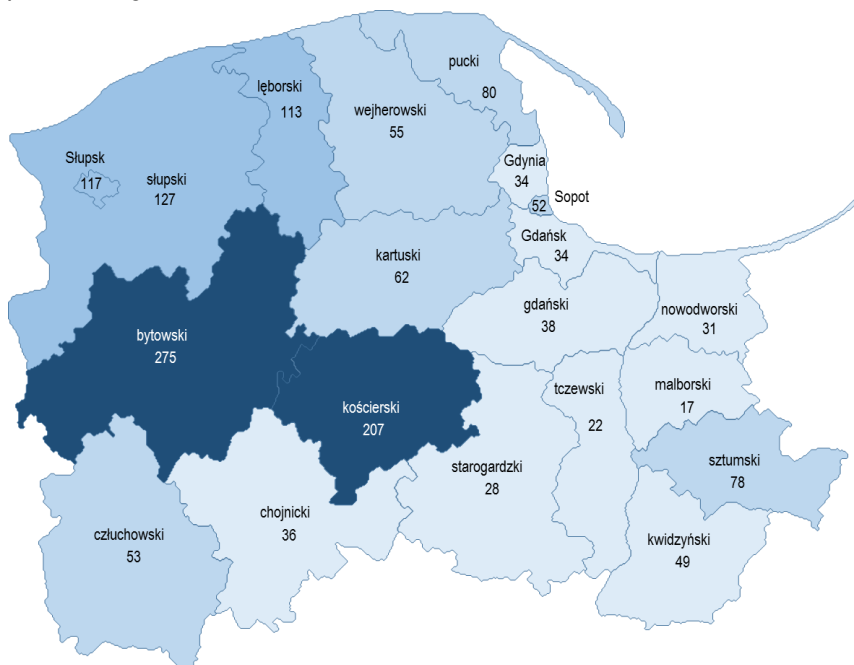 pucki
80
lęborski
113
wejherowski
55
Słupsk
117
słupski
127
Gdynia
34
Sopot
52
Gdańsk
34
kartuski
62
gdański
38
nowodworski
31
bytowski
275
kościerski
207
tczewski
22
malborski
17
starogardzki
28
sztumski
78
chojnicki
36
człuchowski
53
kwidzyński
49